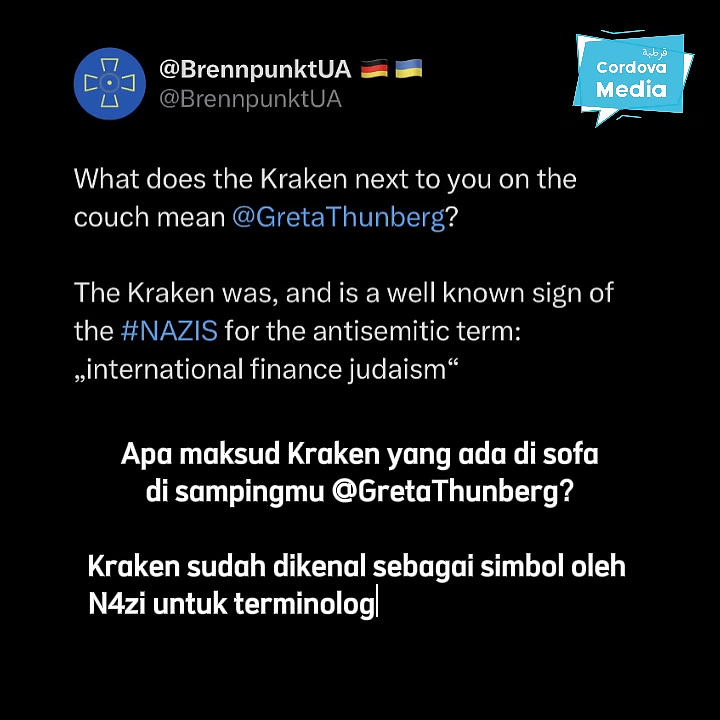 @BrennpunktUA 🇩🇪🇺🇦
@BrennpunktUA
قرطبة
Cordova
Media
What does the Kraken next to you on the
couch mean @GretaThunberg?
The Kraken was, and is a well known sign of
the #NAZIS for the antisemitic term:
„international finance judaism“
Apa maksud Kraken yang ada di sofa
di sampingmu @GretaThunberg?
Kraken sudah dikenal sebagai simbol oleh
N4zi untuk terminolog